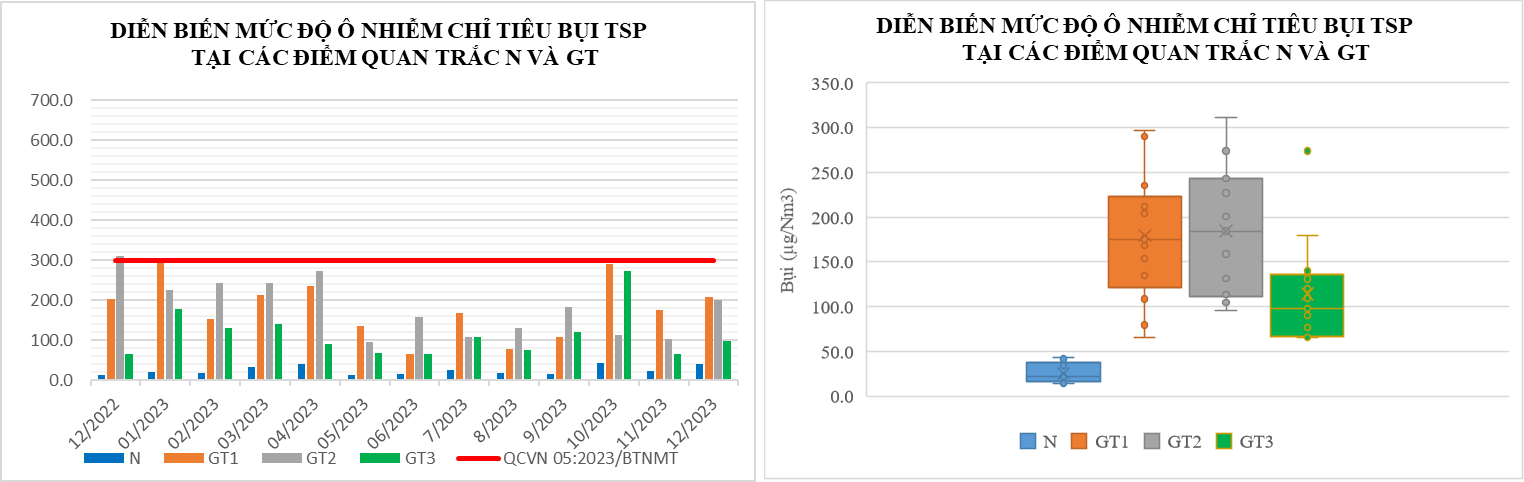 DIỄN BIẾN MỨC ĐỘ Ô NHIỄM CHỈ TIÊU BỤI TSP
TẠI CÁC ĐIỂM QUAN TRẮC N VÀ GT
700.0
600.0
500.0
400.0
300.0
200.0
100.0
0.0
12/2022
01/2023
02/2023
03/2023
04/2023
05/2023
06/2023
7/2023
8/2023
9/2023
10/2023
11/2023
12/2023
N
GT1
GT2
GT3
QCVN 05:2023/BTNMT
DIỄN BIẾN MỨC ĐỘ Ô NHIỄM CHỈ TIÊU BỤI TSP
TẠI CÁC ĐIỂM QUAN TRẮC N VÀ GT
Bụi (µg/Nm3)
350.0
300.0
250.0
200.0
150.0
100.0
50.0
0.0
N
GT1
GT2
GT3